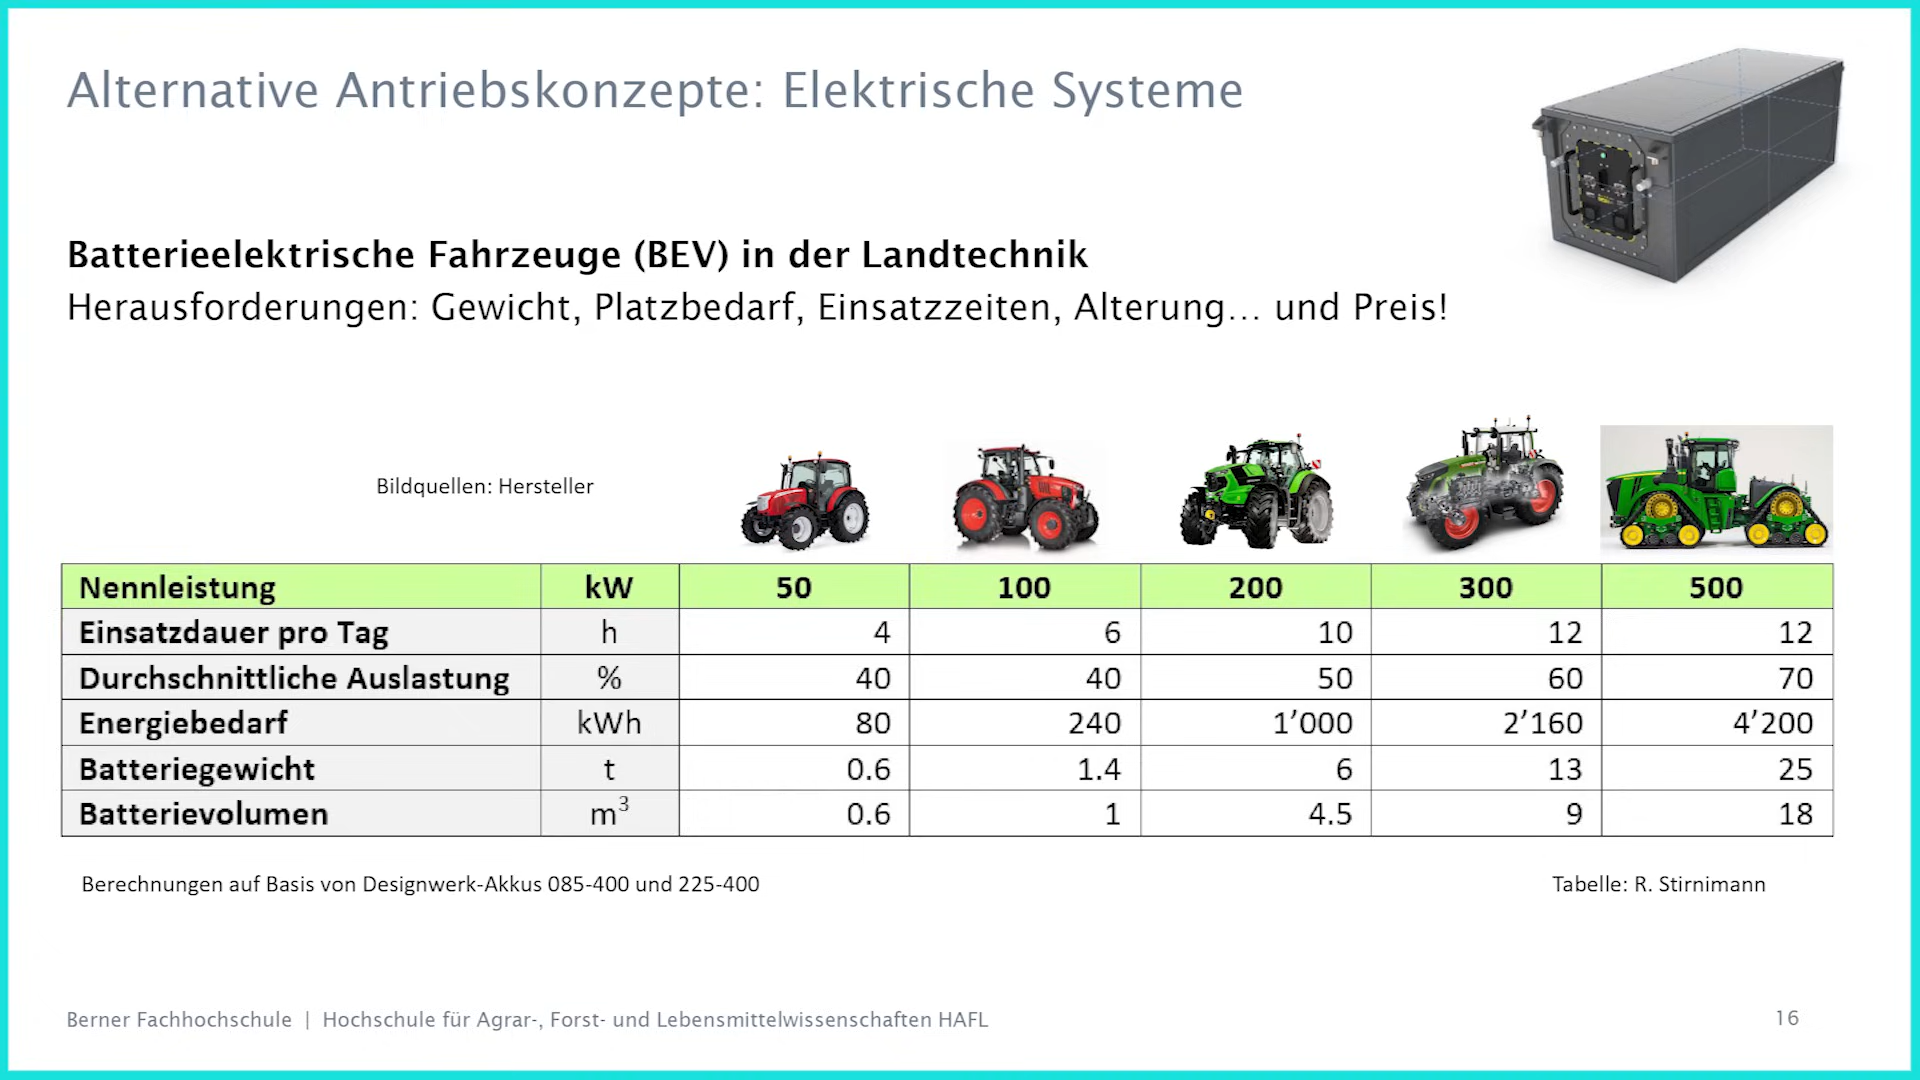 Alternative Antriebskonzepte: Elektrische Systeme
Batterieelektrische Fahrzeuge (BEV) in der Landtechnik
Herausforderungen: Gewicht, Platzbedarf, Einsatzzeiten, Alterung... und Preis!
Bildquellen: Hersteller
Nennleistung kW 50 100 200 300 500
Einsatzdauer pro Tag h 4 6 10 12 12
Durchschnittliche Auslastung % 40 40 50 60 70
Energiebedarf kWh 80 240 1’000 2’160 4’200
Batteriegewicht t 0.6 1.4 6 13 25
Batterievolumen m³ 0.6 1 4.5 9 18
Berechnungen auf Basis von Designwerk-Akkus 085-400 und 225-400
Tabelle: R. Stirnimann
Berner Fachhochschule | Hochschule für Agrar-, Forst- und Lebensmittelwissenschaften HAFL
16